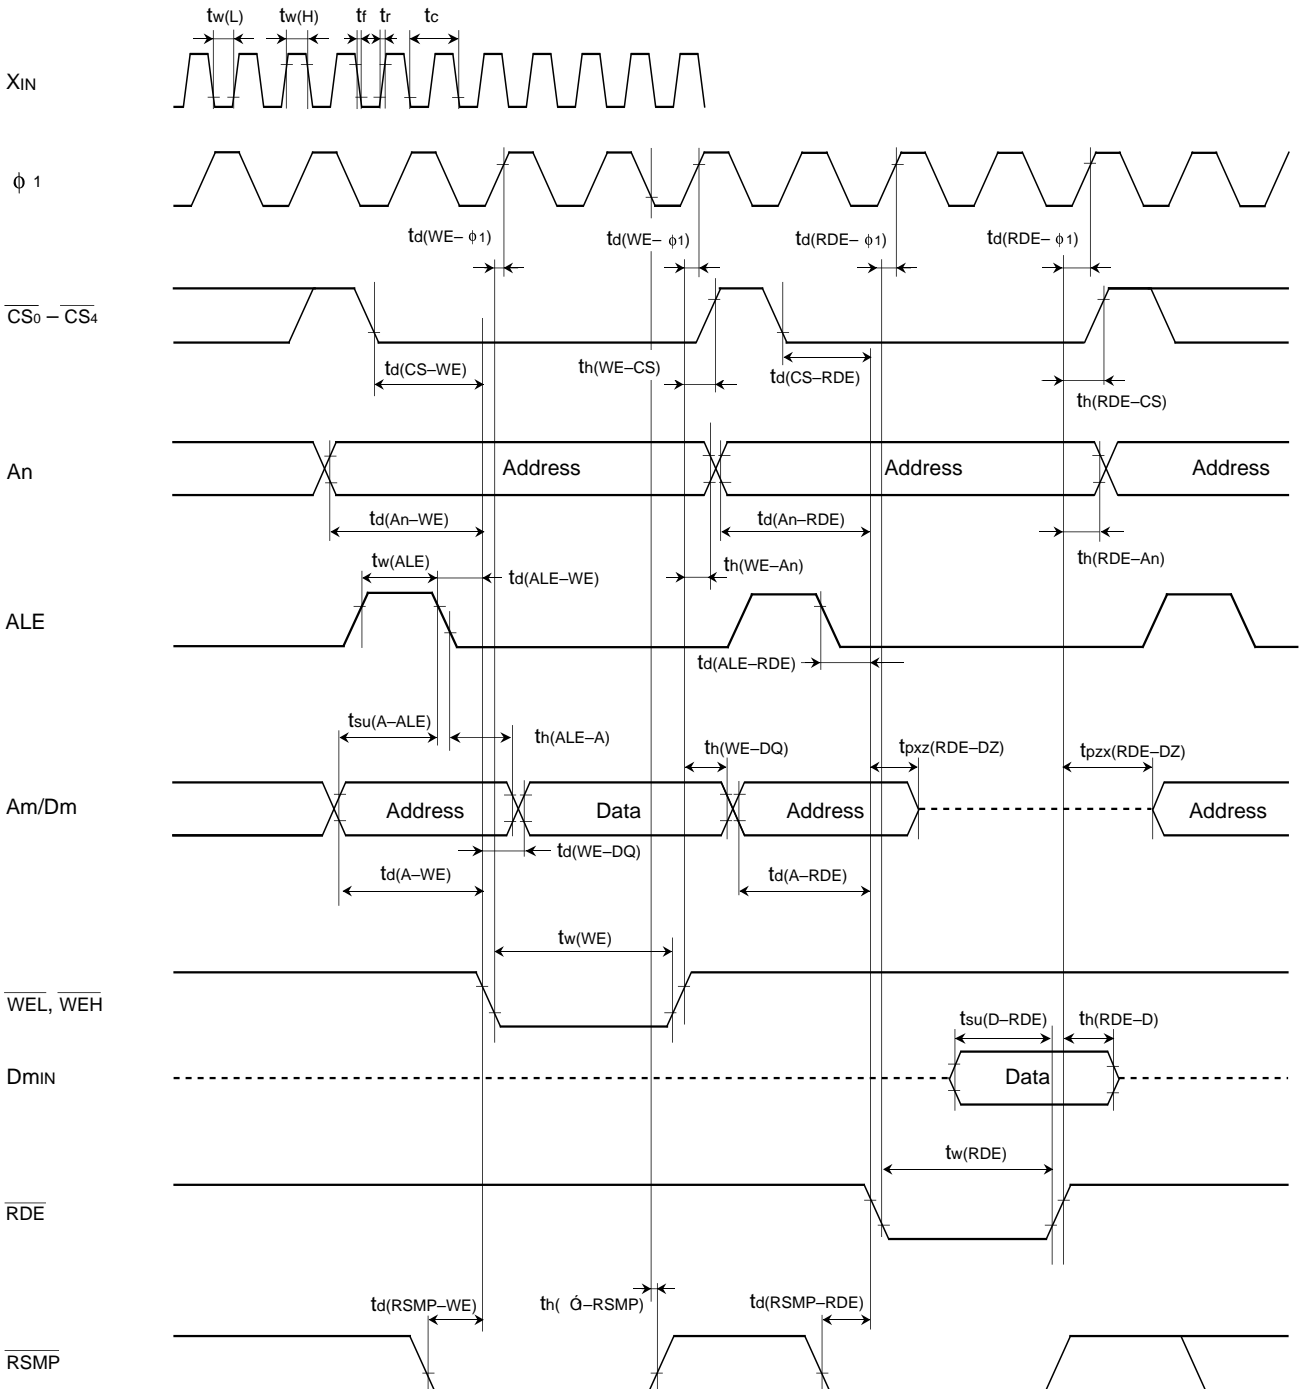 tw(L) tw(H) tf tr tc
XIN
ϕ 1
td(WE– ϕ1) td(WE– ϕ1) td(RDE– ϕ1) td(RDE– ϕ1)
CS0 – CS4
td(CS–WE) th(WE–CS) td(CS–RDE) th(RDE–CS)
An Address Address Address
td(An–WE) td(An–RDE)
tw(ALE) td(ALE–WE) th(WE–An) th(RDE–An)
ALE
td(ALE–RDE)
tsu(A–ALE) th(ALE–A) th(WE–DQ) tpxz(RDE–DZ) tpzx(RDE–DZ)
Am/Dm Address Data Address Address
td(WE–DQ)
td(A–WE) td(A–RDE)
tw(WE)
WEL, WEH
tsu(D–RDE) th(RDE–D)
DmIN Data
tw(RDE)
RDE
td(RSMP–WE) th( –RSMP) td(RSMP–RDE)
RSMP